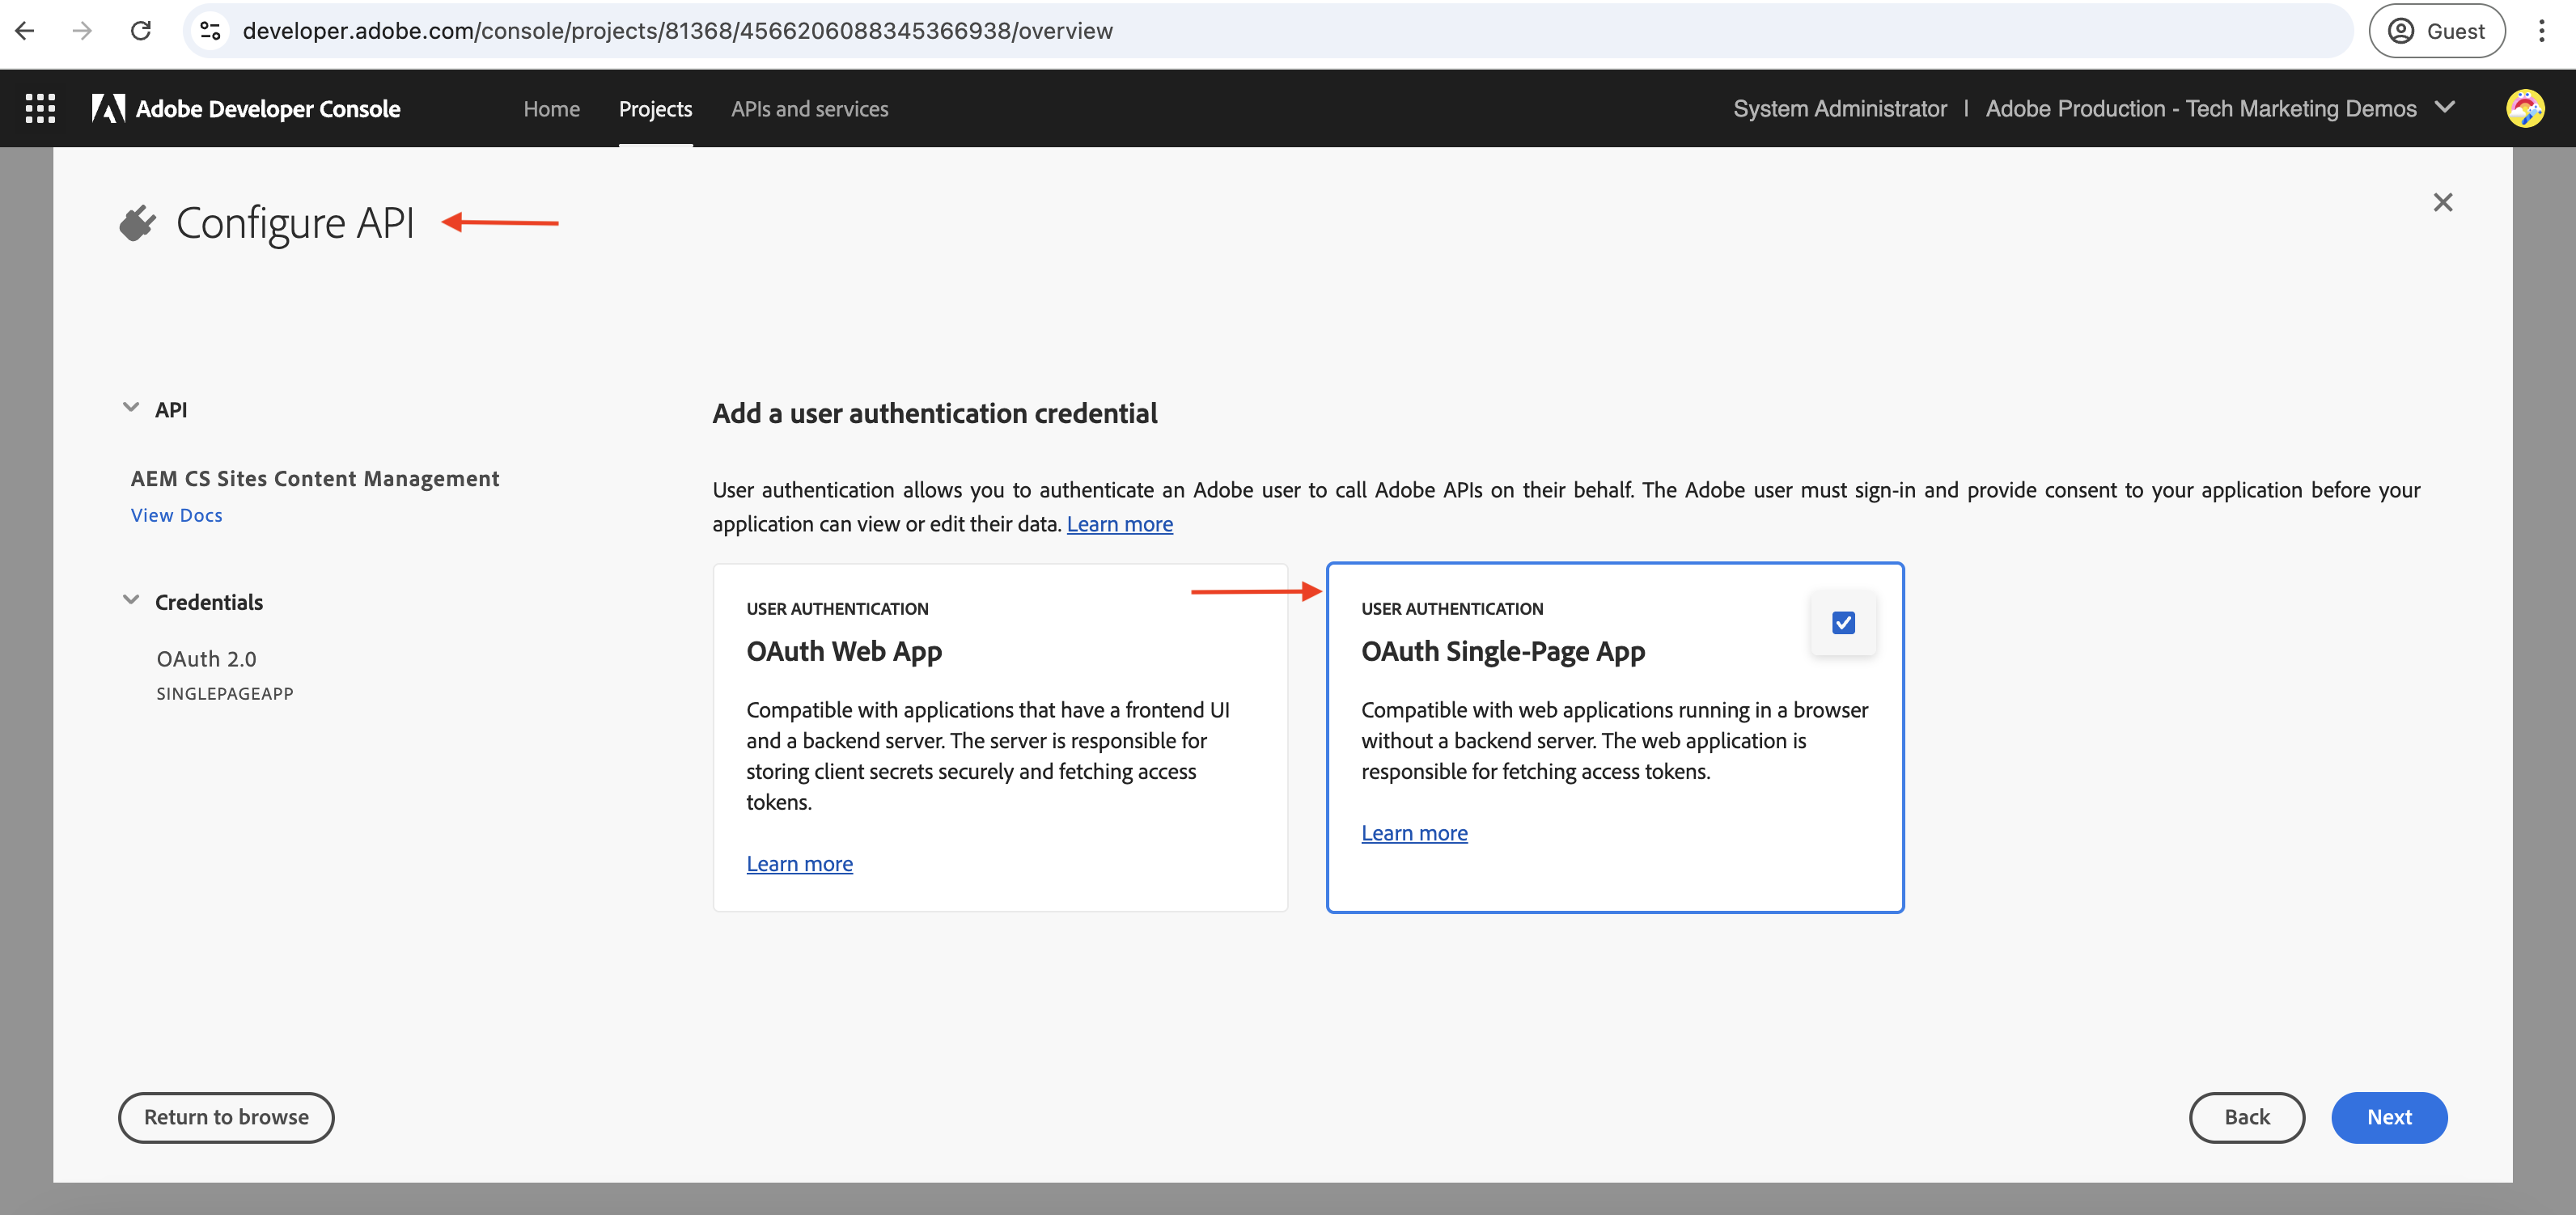 developer.adobe.com/console/projects/81368/4566206088345366938/overview
Guest
Adobe Developer Console
Home
Projects
APIs and services
System Administrator | Adobe Production - Tech Marketing Demos
Configure API
API
AEM CS Sites Content Management
View Docs
Credentials
OAuth 2.0
SINGLEPAGEAPP
Add a user authentication credential
User authentication allows you to authenticate an Adobe user to call Adobe APIs on their behalf. The Adobe user must sign-in and provide consent to your application before your
application can view or edit their data. Learn more
USER AUTHENTICATION
OAuth Web App
Compatible with applications that have a frontend UI
and a backend server. The server is responsible for
storing client secrets securely and fetching access
tokens.
Learn more
USER AUTHENTICATION
OAuth Single-Page App
Compatible with web applications running in a browser
without a backend server. The web application is
responsible for fetching access tokens.
Learn more
Return to browse
Back
Next